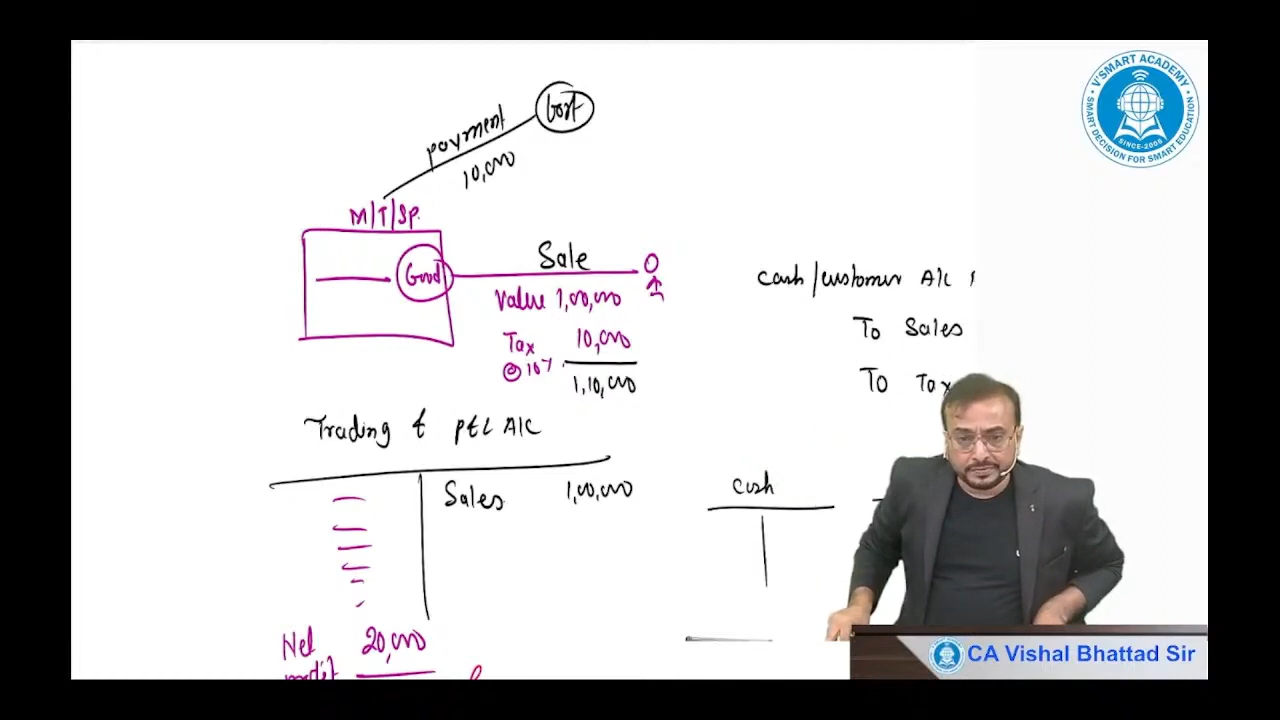 Govt
payment
10,000
M/T/SP.
Good
Sale
Value 1,00,000
Tax 10,000
@ 10%
1,10,000
Cash/customer A/c
To Sales
To Tax
Trading & P&L A/C
Sales 1,00,000
Cash
Net profit 20,000
V'SMART ACADEMY
SINCE-2005
SMART DECISION FOR SMART EDUCATION
CA Vishal Bhattad Sir